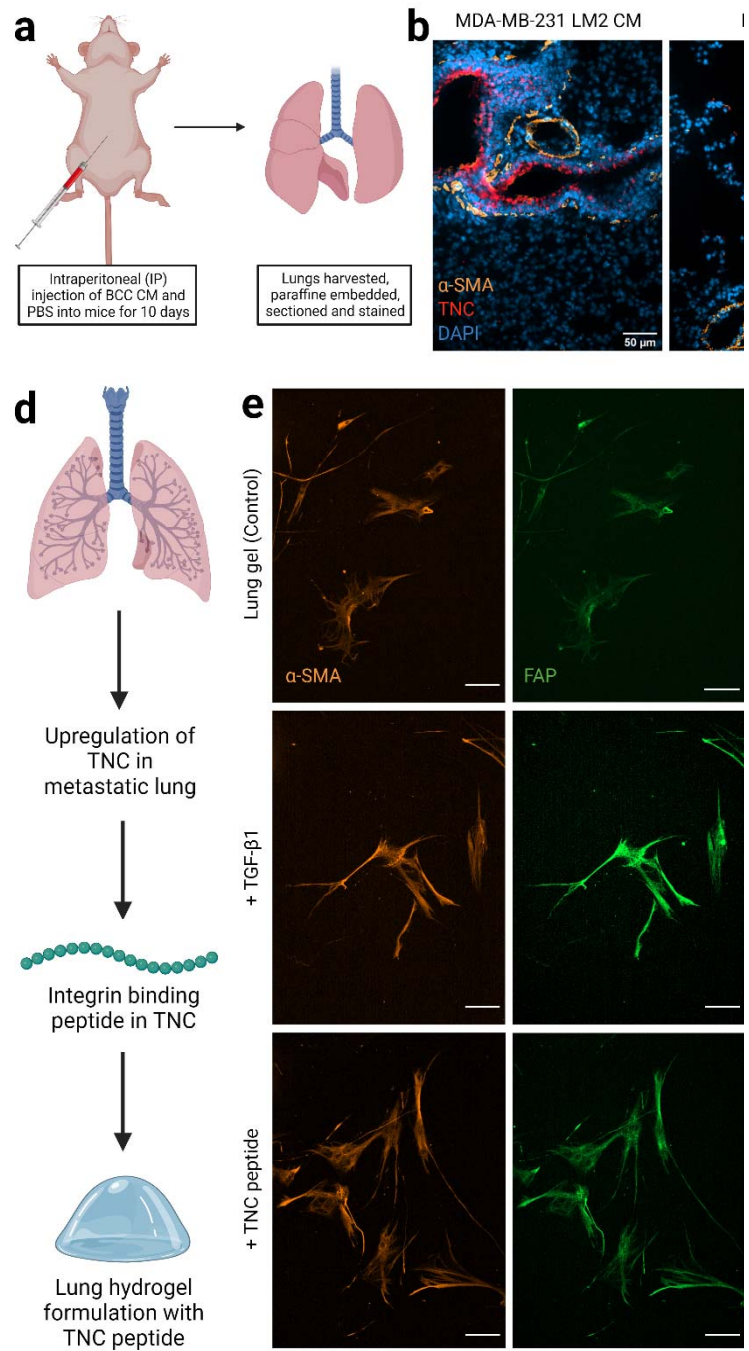 a
Intraperitoneal (IP)
injection of BCC CM and
PBS into mice for 10 days
Lungs harvested,
paraffine embedded,
sectioned and stained
b
MDA-MB-231 LM2 CM
α-SMA
TNC
DAPI
50 μm
d
Upregulation of
TNC in
metastatic lung
Integrin binding
peptide in TNC
Lung hydrogel
formulation with
TNC peptide
e
Lung gel (Control)
α-SMA
FAP
+ TGF-β1
+ TNC peptide